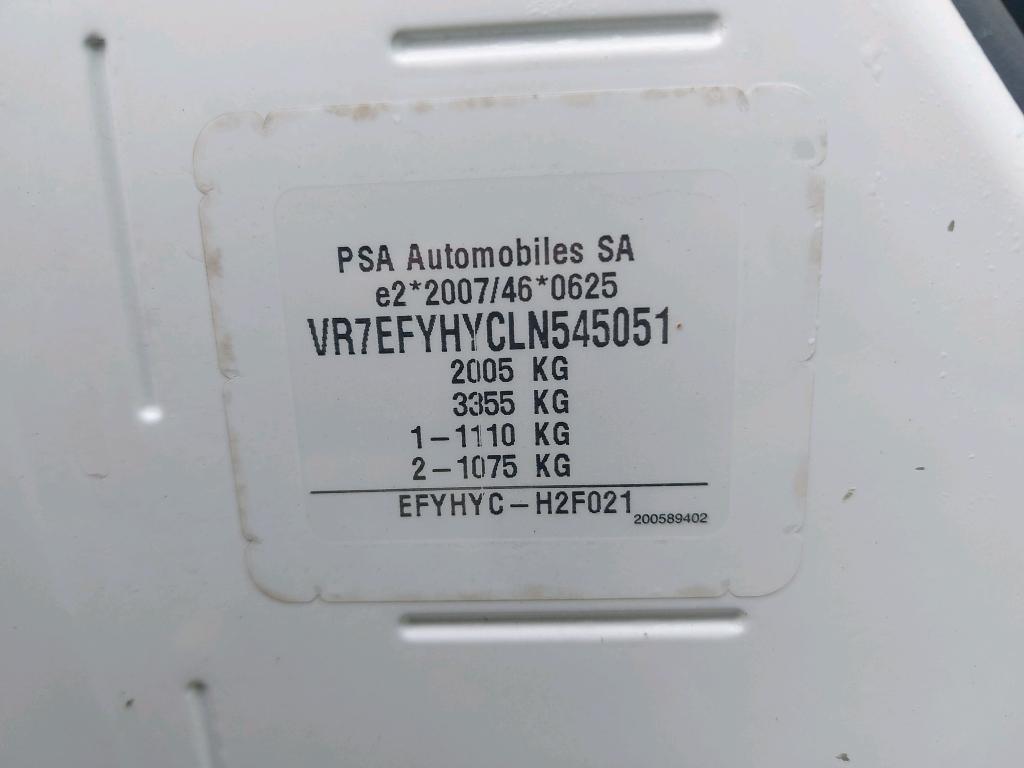 PSA Automobiles SA
e2*2007/46*0625
VR7EFYHYCLN545051
2005 KG
3355 KG
1-1110 KG
2-1075 KG
EFYHYC-H2F021
200589402